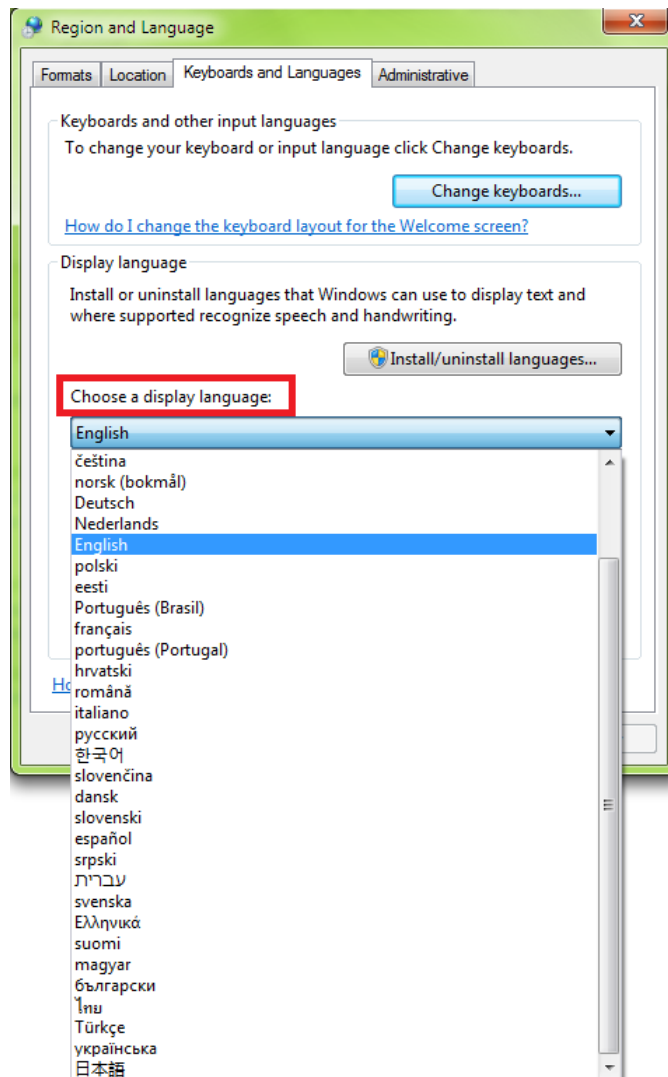 Region and Language
Formats Location Keyboards and Languages Administrative
Keyboards and other input languages
To change your keyboard or input language click Change keyboards.
Change keyboards...
How do I change the keyboard layout for the Welcome screen?
Display language
Install or uninstall languages that Windows can use to display text and
where supported recognize speech and handwriting.
Install/uninstall languages...
Choose a display language:
English
čeština
norsk (bokmål)
Deutsch
Nederlands
English
polski
eesti
Português (Brasil)
français
português (Portugal)
hrvatski
română
italiano
русский
한국어
slovenčina
dansk
slovenski
español
srpski
עברית
svenska
Ελληνικά
suomi
magyar
български
ไทย
Türkçe
українська
日本語